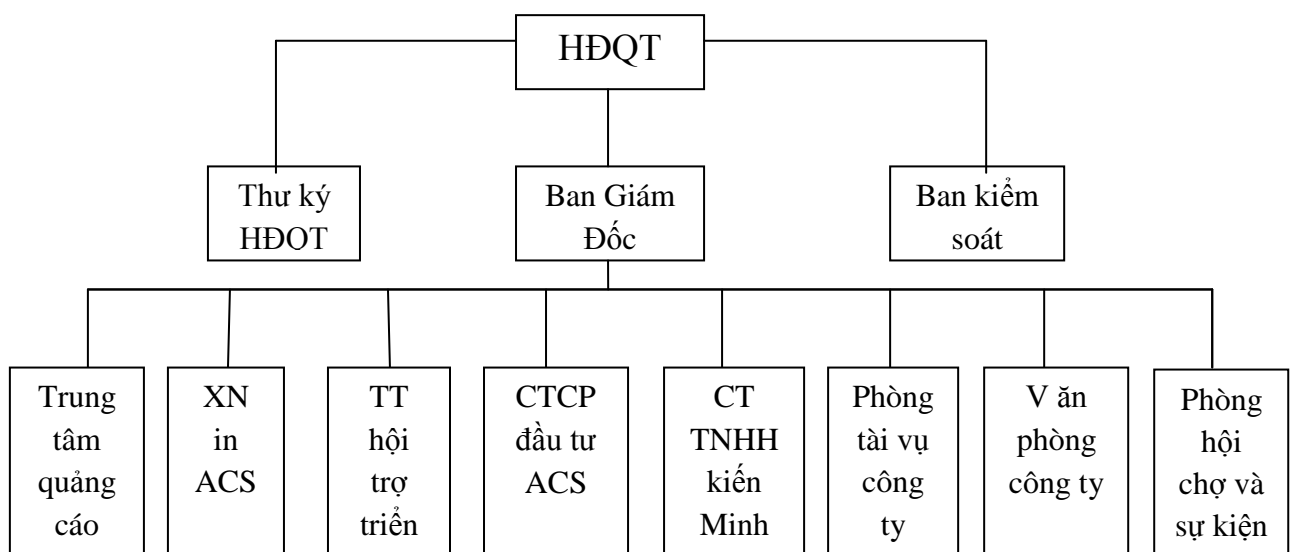 HĐQT
Thư ký
HĐQT
Ban Giám
Đốc
Ban kiểm
soát
Trung
tâm
quảng
cáo
XN
in
ACS
TT
hội
trợ
triển
CTCP
đầu tư
ACS
CT
TNHH
kiến
Minh
Phòng
tài vụ
công
ty
V ăn
phòng
công ty
Phòng
hội
chợ và
sự kiện